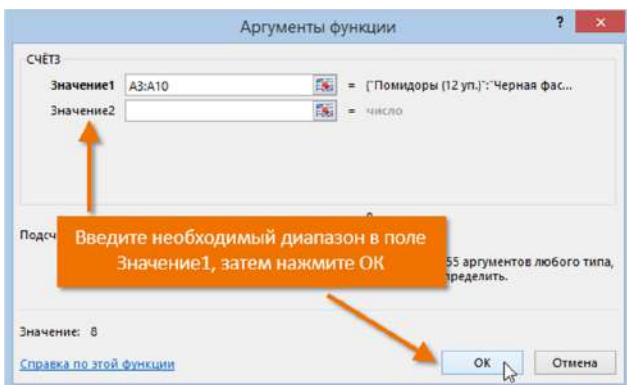 Аргументы функции ? ×
СЧЁТЗ
Значение1 A3:A10 = {"Помидоры (12 уп.)":"Черная фас...
Значение2 = число
Подсч
Введите необходимый диапазон в поле
Значение1, затем нажмите ОК
55 аргументов любого типа,
пределить.
Значение: 8
Справка по этой функции
ОК Отмена